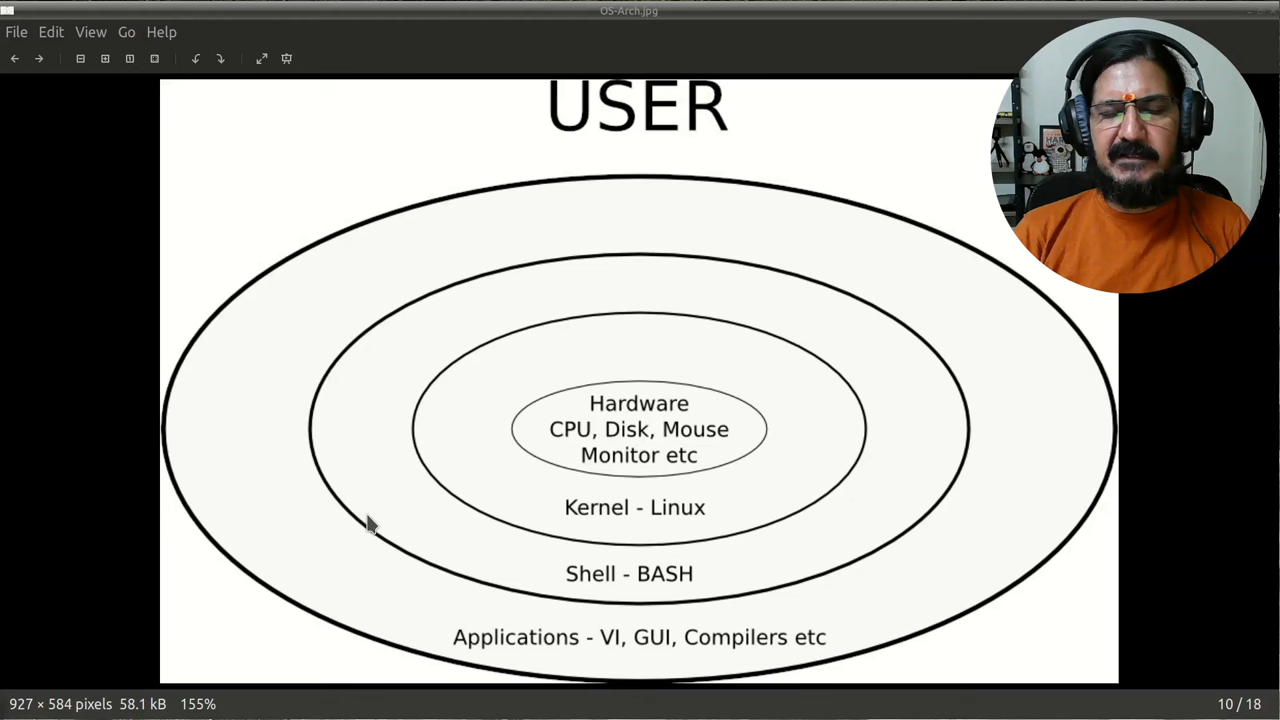 OS-Arch.jpg
File Edit View Go Help
USER
Hardware
CPU, Disk, Mouse
Monitor etc
Kernel - Linux
Shell - BASH
Applications - VI, GUI, Compilers etc
927 × 584 pixels 58.1 kB 155%
10 / 18